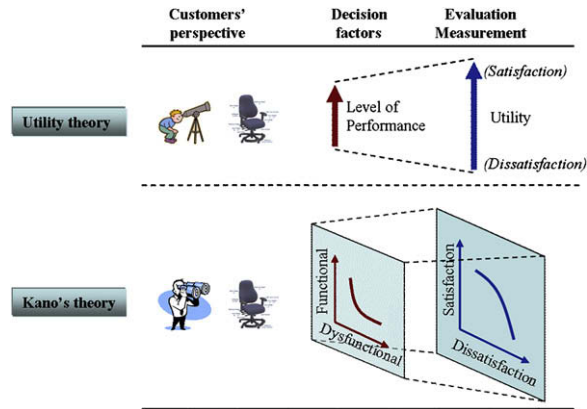 Customers'
perspective
Decision
factors
Evaluation
Measurement
Utility theory
Level of
Performance
(Satisfaction)
Utility
(Dissatisfaction)
Kano's theory
Functional
Dysfunctional
Satisfaction
Dissatisfaction